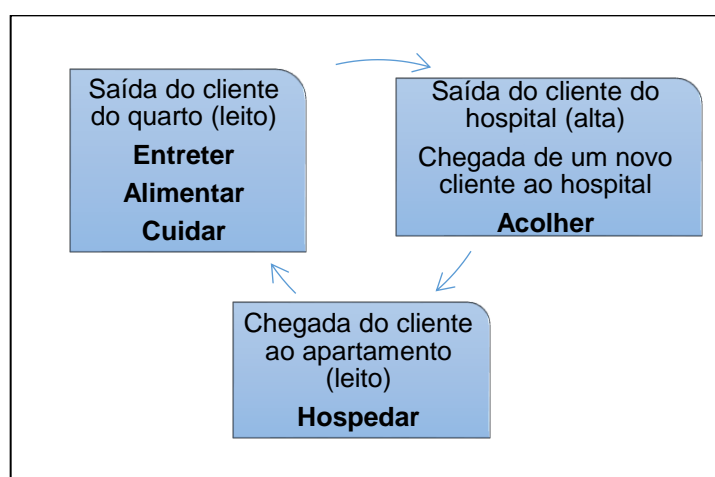 Saída do cliente
do quarto (leito)
Entreter
Alimentar
Cuidar
Saída do cliente do
hospital (alta)
Chegada de um novo
cliente ao hospital
Acolher
Chegada do cliente
ao apartamento
(leito)
Hospedar